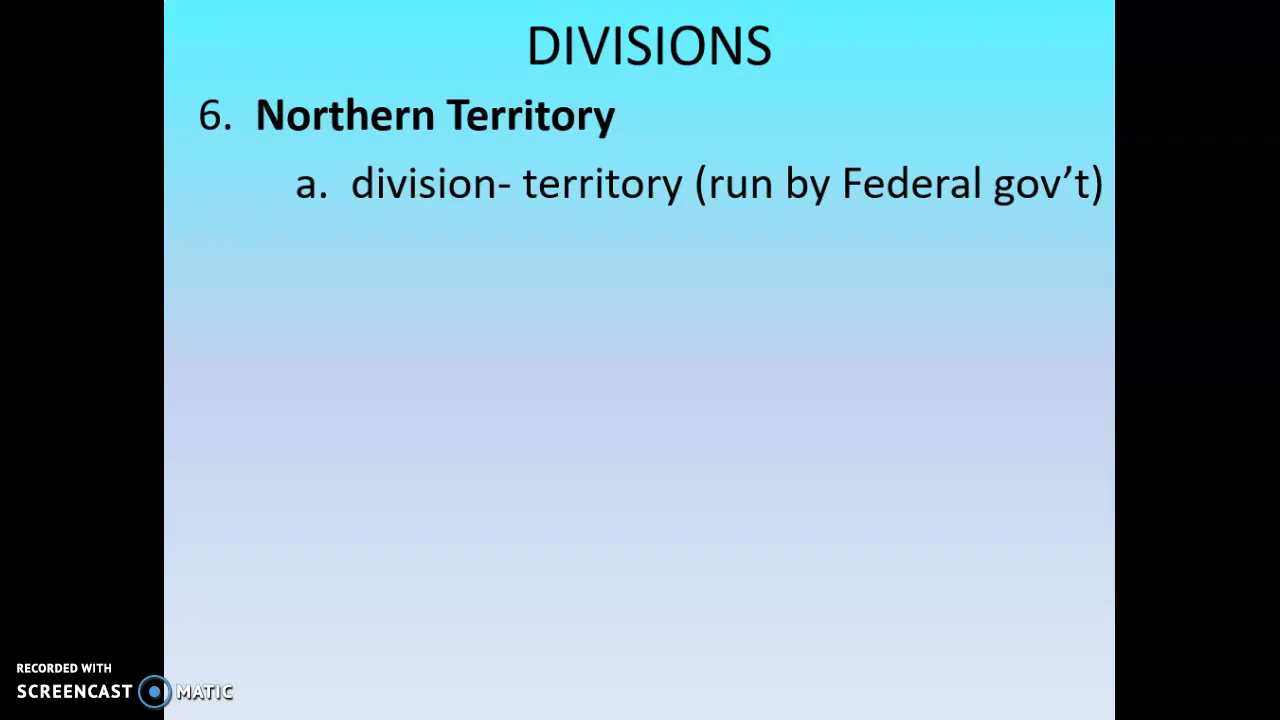 DIVISIONS
6. Northern Territory
a. division- territory (run by Federal gov’t)
RECORDED WITH
SCREENCAST MATIC